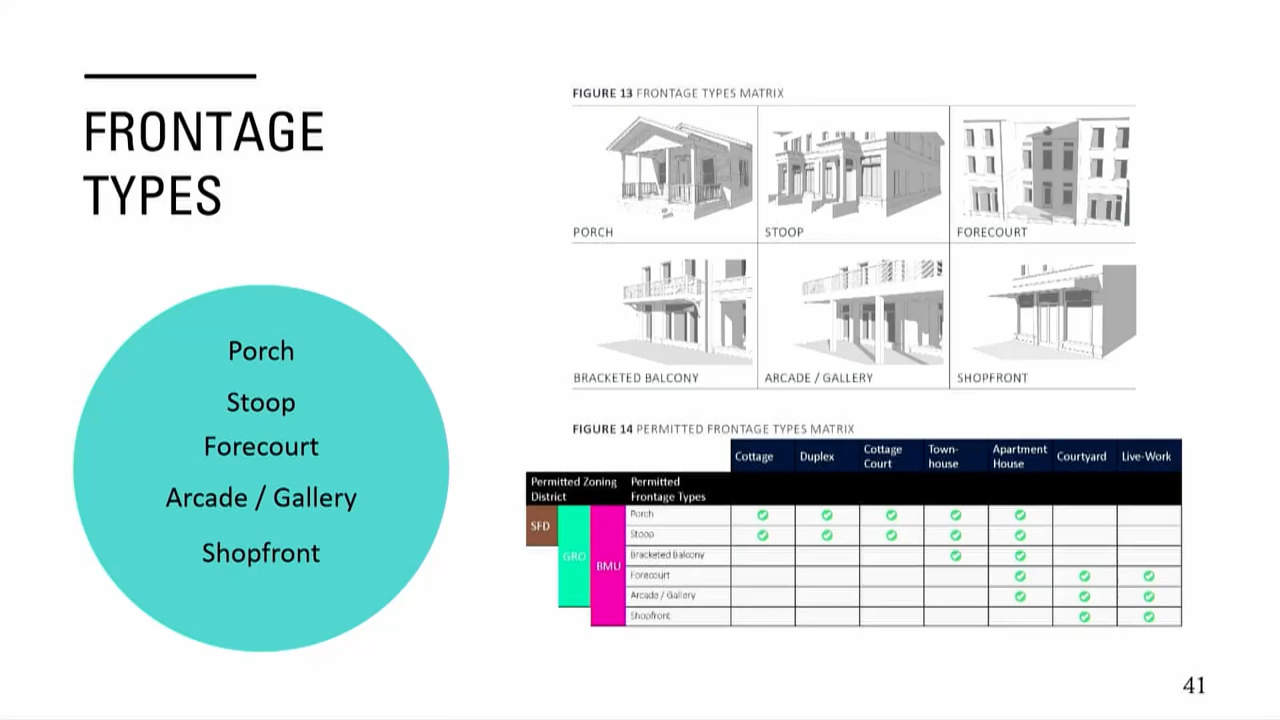 FRONTAGE
TYPES
Porch
Stoop
Forecourt
Arcade / Gallery
Shopfront
FIGURE 13 FRONTAGE TYPES MATRIX
PORCH
STOOP
FORECOURT
BRACKETED BALCONY
ARCADE / GALLERY
SHOPFRONT
FIGURE 14 PERMITTED FRONTAGE TYPES MATRIX
Cottage
Duplex
Cottage
Court
Town-
house
Apartment
House
Courtyard
Live-Work
Permitted Zoning
District
Permitted
Frontage Types
SFD
GRO
BMU
Porch
Stoop
Bracketed Balcony
Forecourt
Arcade / Gallery
Shopfront
41